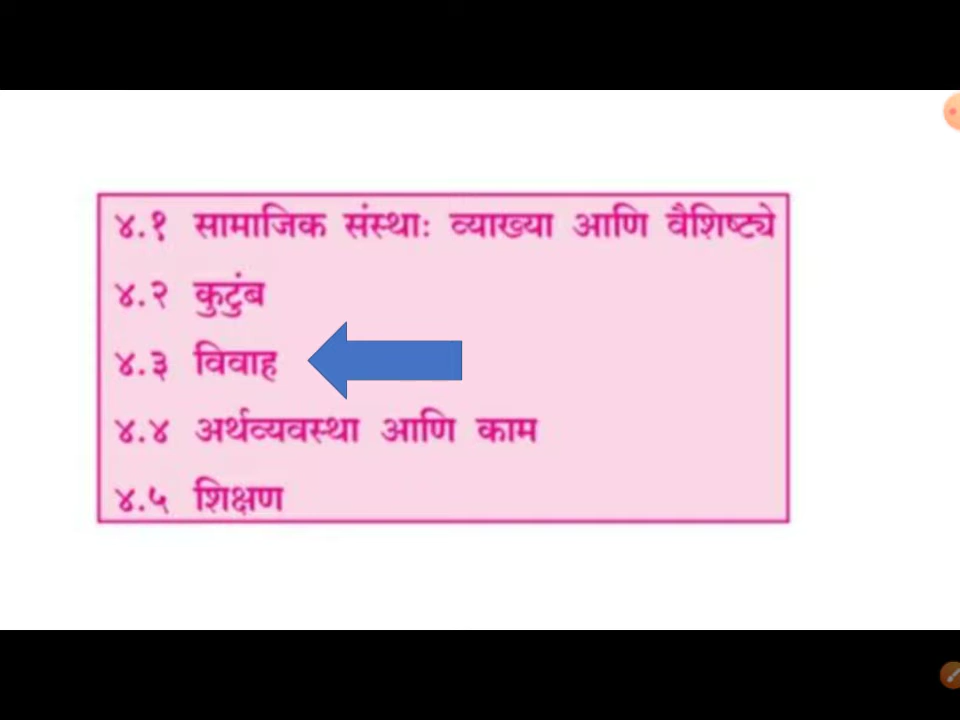 ४.१ सामाजिक संस्थाः व्याख्या आणि वैशिष्ट्ये
४.२ कुटुंब
४.३ विवाह
४.४ अर्थव्यवस्था आणि काम
४.५ शिक्षण